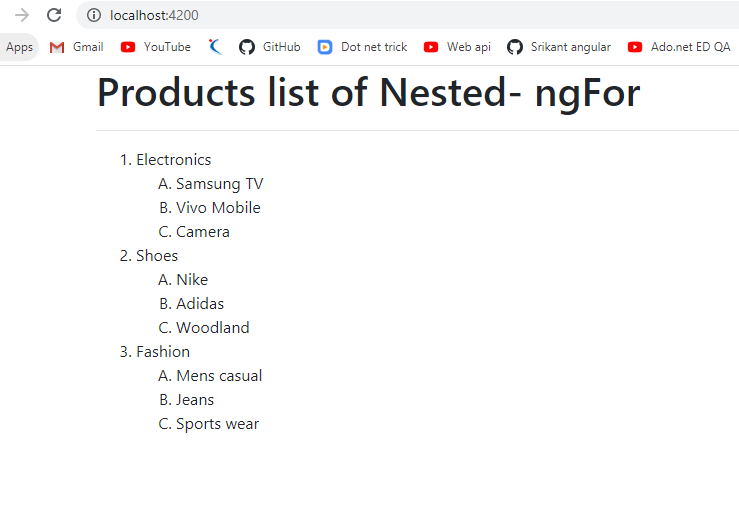 localhost:4200
Apps Gmail YouTube GitHub Dot net trick Web api Srikant angular Ado.net ED QA
Products list of Nested- ngFor
1. Electronics
A. Samsung TV
B. Vivo Mobile
C. Camera
2. Shoes
A. Nike
B. Adidas
C. Woodland
3. Fashion
A. Mens casual
B. Jeans
C. Sports wear